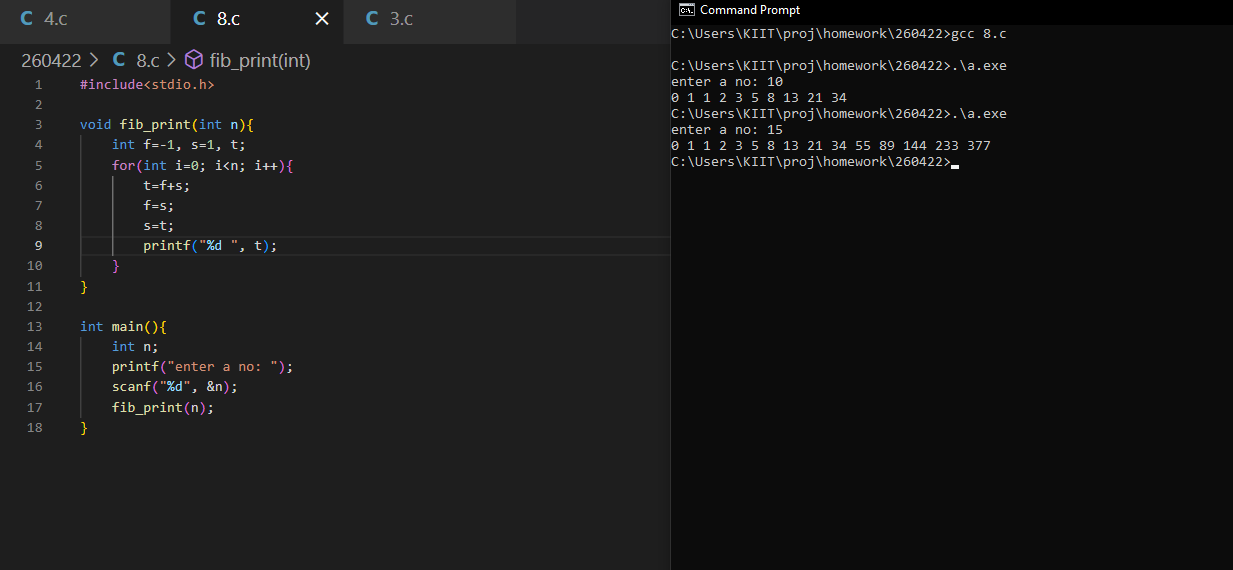 C 4.c C 8.c × C 3.c
260422 > C 8.c > fib_print(int)
1 #include<stdio.h>
2
3 void fib_print(int n){
4 int f=-1, s=1, t;
5 for(int i=0; i<n; i++){
6 t=f+s;
7 f=s;
8 s=t;
9 printf("%d ", t);
10 }
11 }
12
13 int main(){
14 int n;
15 printf("enter a no: ");
16 scanf("%d", &n);
17 fib_print(n);
18 }
C:\. Command Prompt
C:\Users\KIIT\proj\homework\260422>gcc 8.c
C:\Users\KIIT\proj\homework\260422>.\a.exe
enter a no: 10
0 1 1 2 3 5 8 13 21 34
C:\Users\KIIT\proj\homework\260422>.\a.exe
enter a no: 15
0 1 1 2 3 5 8 13 21 34 55 89 144 233 377
C:\Users\KIIT\proj\homework\260422>